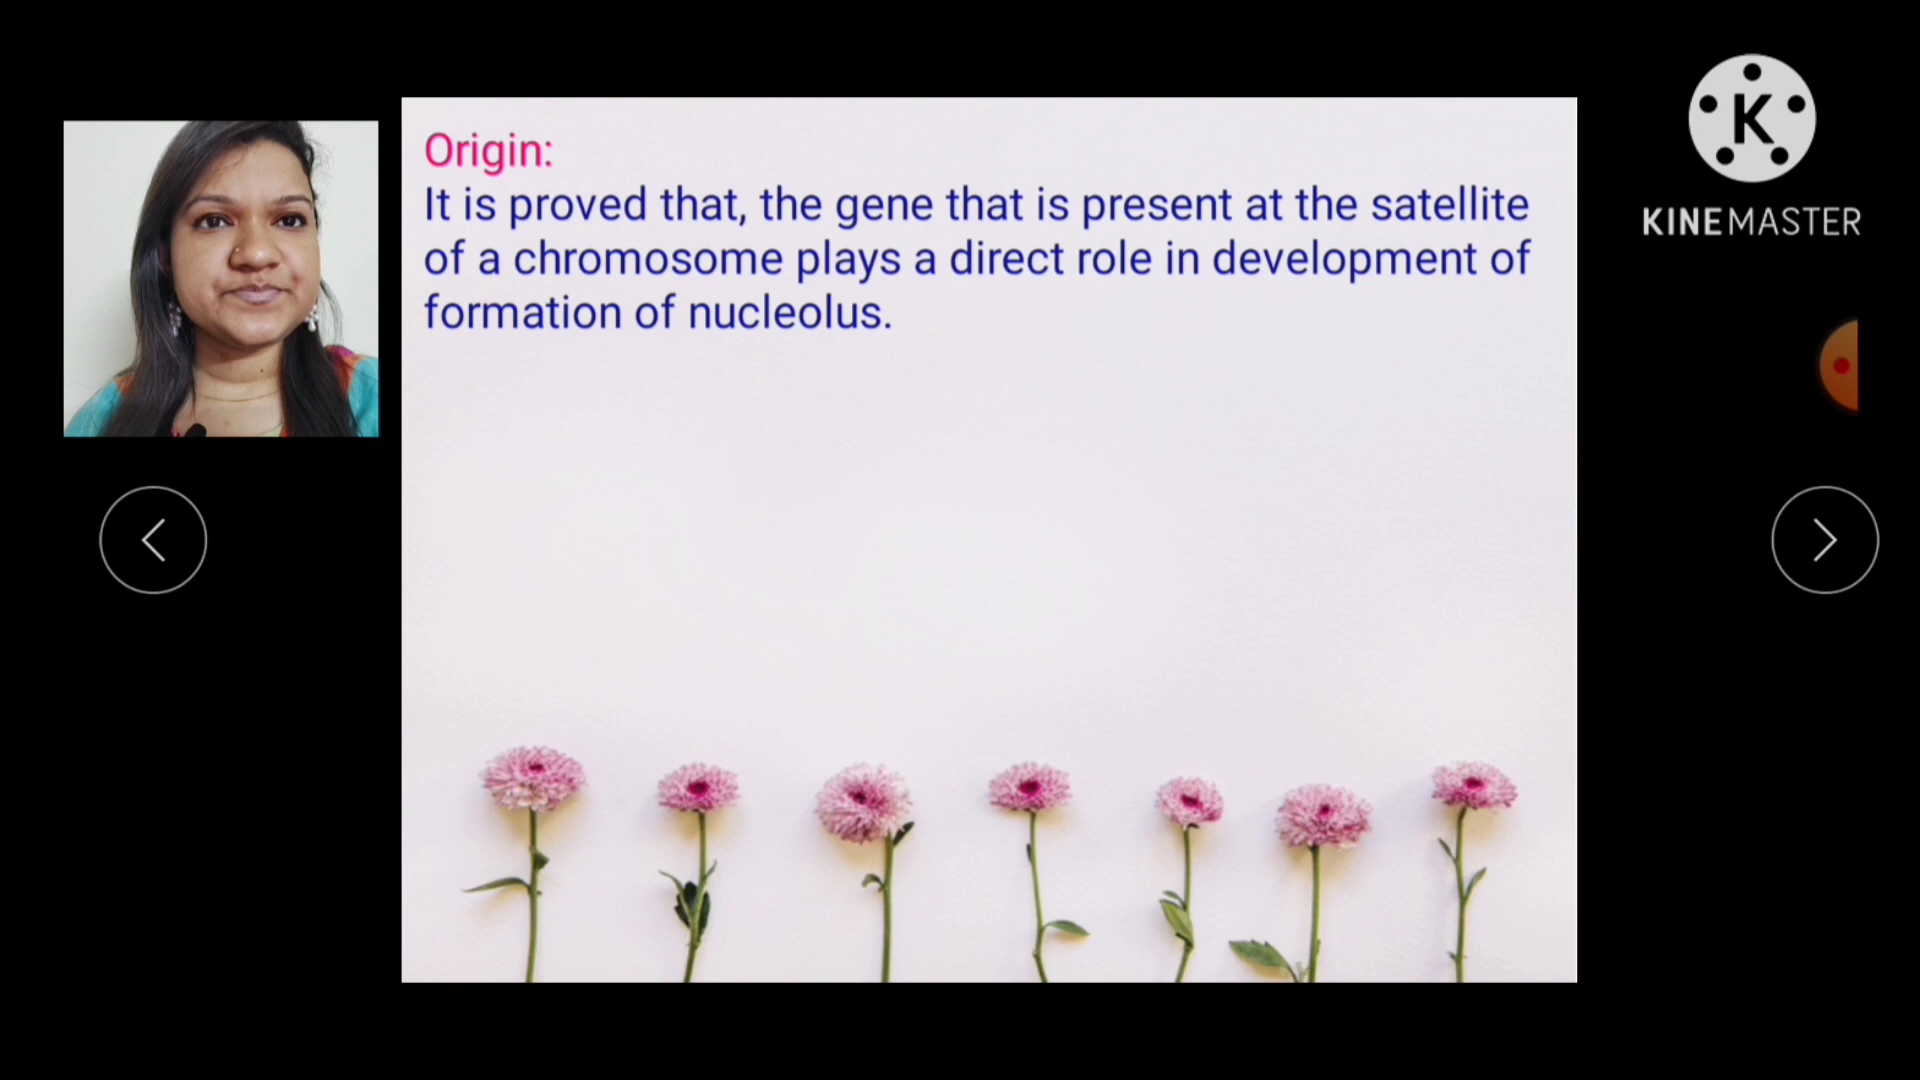 Origin:
It is proved that, the gene that is present at the satellite
of a chromosome plays a direct role in development of
formation of nucleolus.
K
KINEMASTER